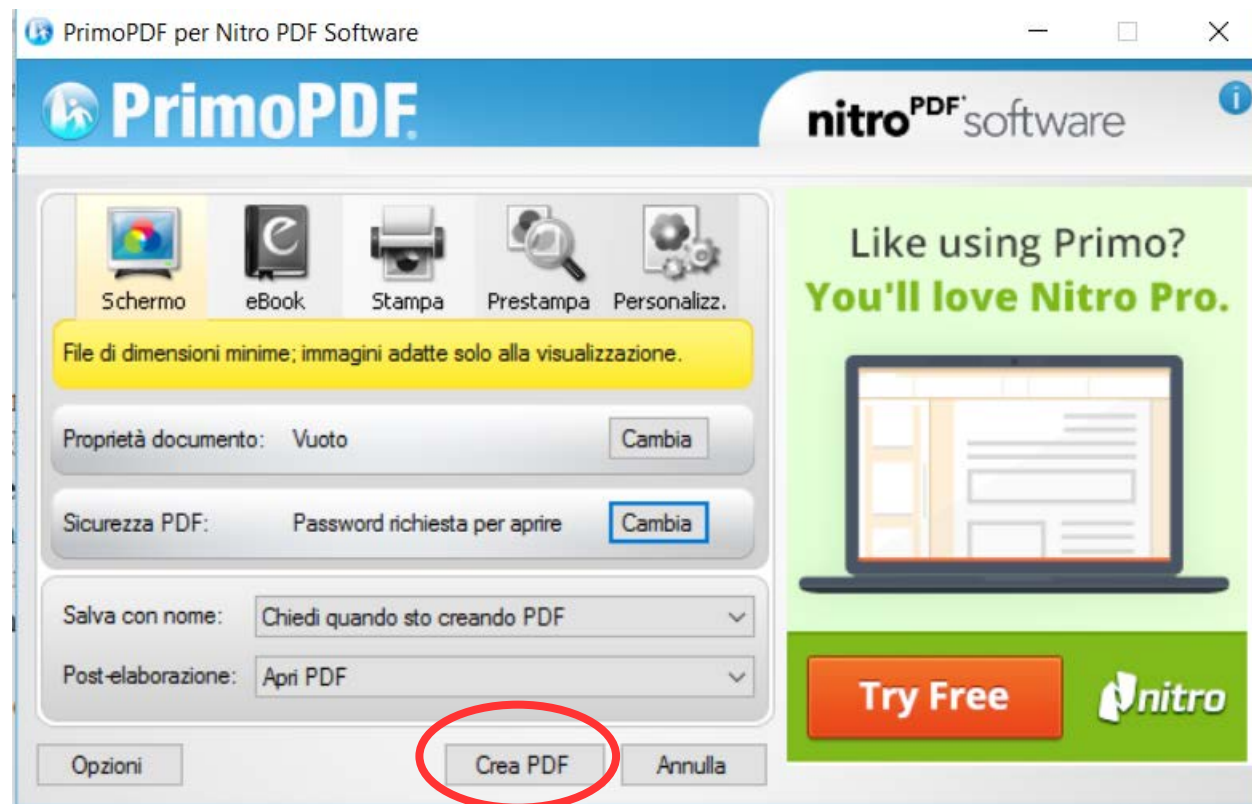 PrimoPDF per Nitro PDF Software
PrimoPDF
nitroPDF software
i
Schermo eBook Stampa Prestampa Personalizz.
File di dimensioni minime; immagini adatte solo alla visualizzazione.
Proprietà documento: Vuoto Cambia
Sicurezza PDF: Password richiesta per aprire Cambia
Salva con nome: Chiedi quando sto creando PDF
Post-elaborazione: Apri PDF
Opzioni Crea PDF Annulla
Like using Primo?
You'll love Nitro Pro.
Try Free nitro